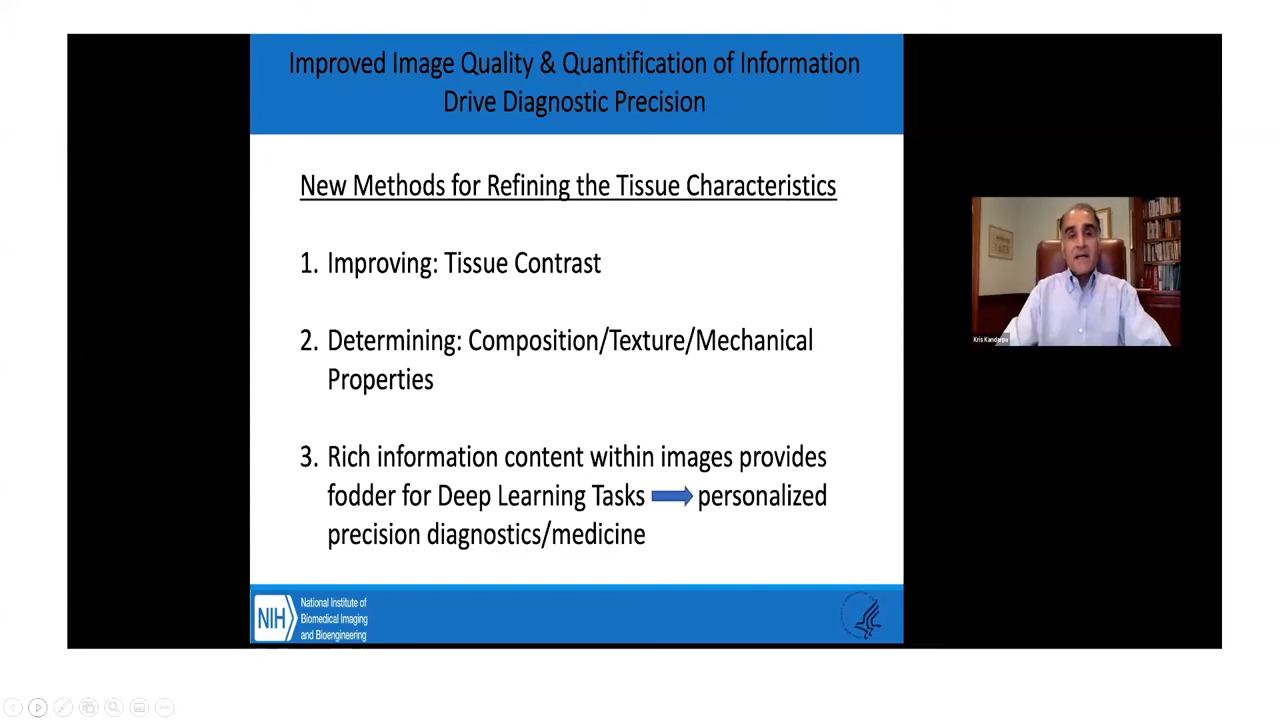 Improved Image Quality & Quantification of Information
Drive Diagnostic Precision
New Methods for Refining the Tissue Characteristics
1. Improving: Tissue Contrast
2. Determining: Composition/Texture/Mechanical
Properties
3. Rich information content within images provides
fodder for Deep Learning Tasks personalized
precision diagnostics/medicine
NIH
National Institute of
Biomedical Imaging
and Bioengineering
Kris Kandarpa